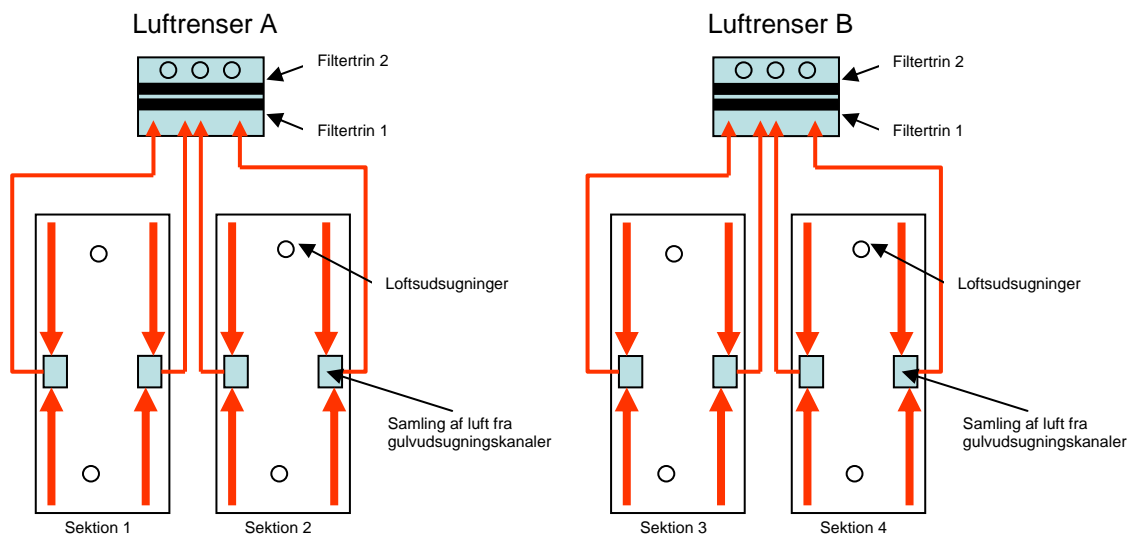 Luftrenser A
Filtertrin 2
Filtertrin 1
Loftsudsugninger
Samling af luft fra
gulvudsugningskanaler
Sektion 1
Sektion 2
Luftrenser B
Filtertrin 2
Filtertrin 1
Loftsudsugninger
Samling af luft fra
gulvudsugningskanaler
Sektion 3
Sektion 4